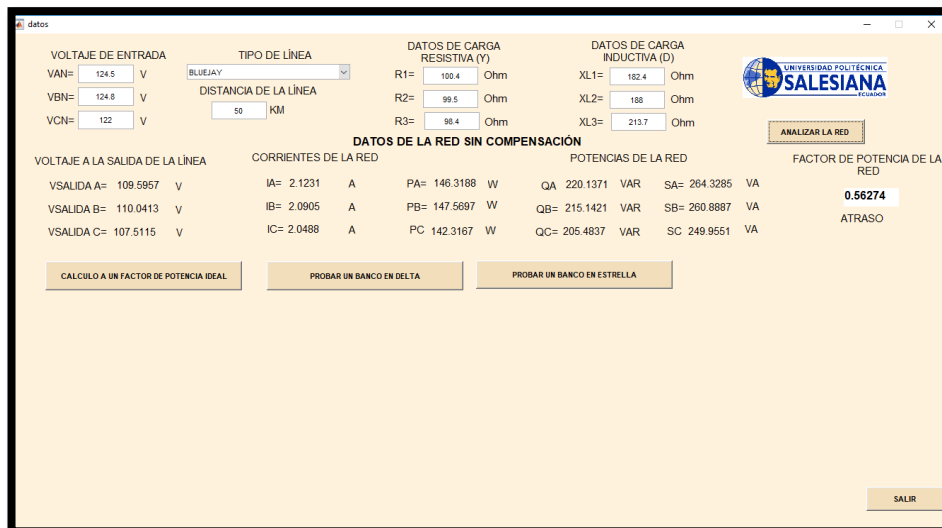 datos
VOLTAJE DE ENTRADA
VAN= 124.5 V
VBN= 124.8 V
VCN= 122 V
TIPO DE LÍNEA
BLUEJAY
DISTANCIA DE LA LÍNEA
50 KM
DATOS DE CARGA
RESISTIVA (Y)
R1= 100.4 Ohm
R2= 99.5 Ohm
R3= 98.4 Ohm
DATOS DE CARGA
INDUCTIVA (D)
XL1= 182.4 Ohm
XL2= 188 Ohm
XL3= 213.7 Ohm
UNIVERSIDAD POLITÉCNICA
SALESIANA
ECUADOR
ANALIZAR LA RED
DATOS DE LA RED SIN COMPENSACIÓN
VOLTAJE A LA SALIDA DE LA LÍNEA
VSALIDA A= 109.5957 V
VSALIDA B= 110.0413 V
VSALIDA C= 107.5115 V
CORRIENTES DE LA RED
IA= 2.1231 A
IB= 2.0905 A
IC= 2.0488 A
POTENCIAS DE LA RED
PA= 146.3188 W QA 220.1371 VAR SA= 264.3285 VA
PB= 147.5697 W QB= 215.1421 VAR SB= 260.8887 VA
PC 142.3167 W QC= 205.4837 VAR SC 249.9551 VA
FACTOR DE POTENCIA DE LA
RED
0.56274
ATRASO
CALCULO A UN FACTOR DE POTENCIA IDEAL
PROBAR UN BANCO EN DELTA
PROBAR UN BANCO EN ESTRELLA
SALIR